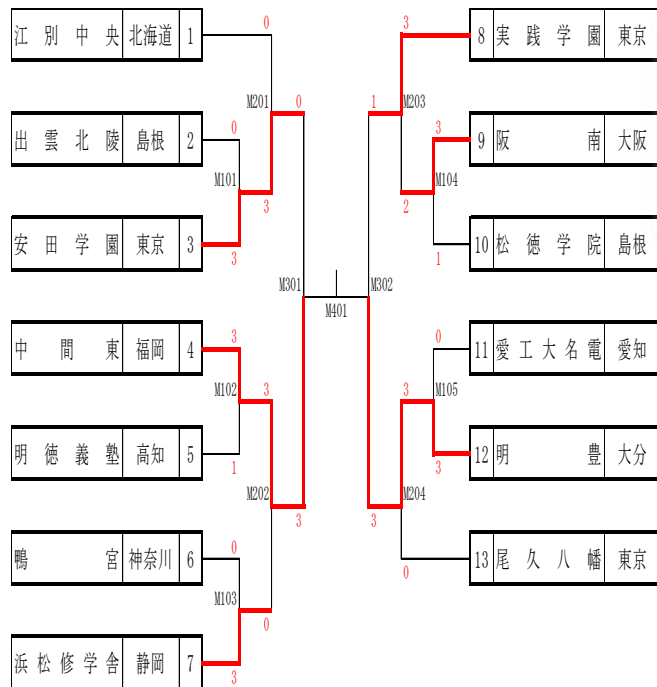 0
3
江別中央 北海道 1
8 実践学園 東京
M201 0
1 M203
0
3
出雲北陵 島根 2
9 阪南 大阪
M101
M104
3
2
安田学園 東京 3
10 松徳学院 島根
3
1
M301
M302
M401
3
0
中間東 福岡 4
11 愛工大名電 愛知
M102 3
3 M105
明徳義塾 高知 5
12 明豊 大分
1
3
M202
M204
3
3
0
0
鴨宮 神奈川 6
13 尾久八幡 東京
M103
0
浜松修学舎 静岡 7
3